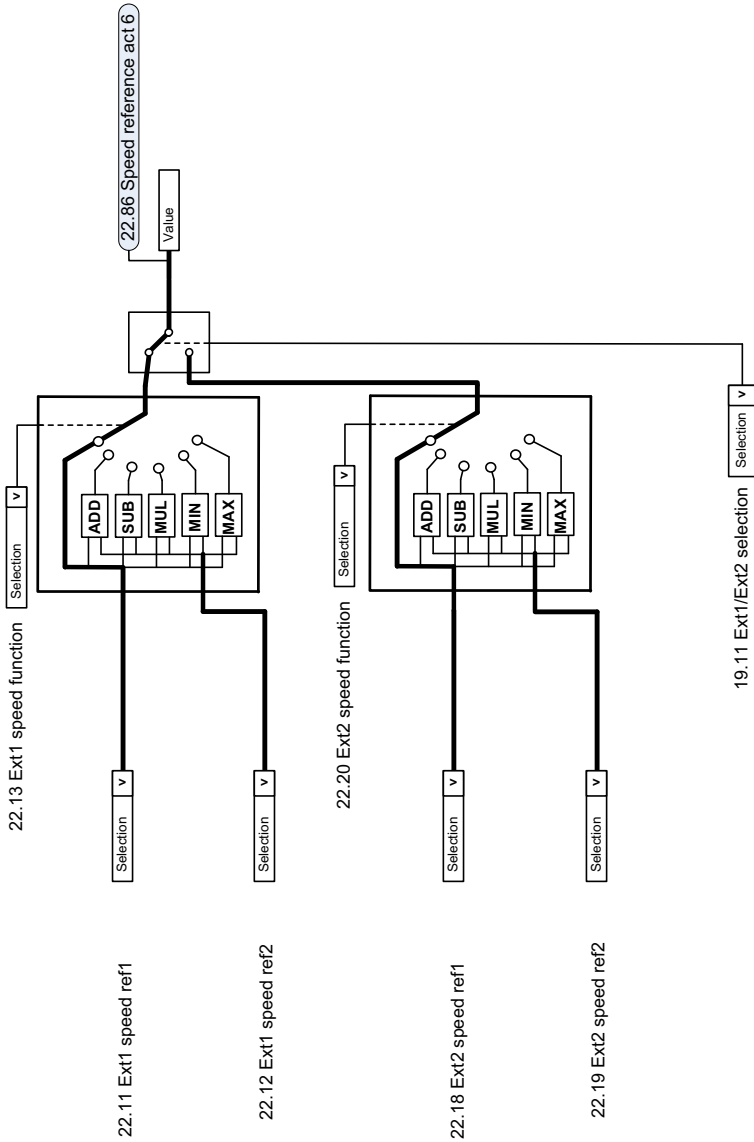 22.86 Speed reference act 6
Value
22.13 Ext1 speed function
Selection
v
ADD
SUB
MUL
MIN
MAX
22.11 Ext1 speed ref1
Selection
v
22.12 Ext1 speed ref2
Selection
v
22.20 Ext2 speed function
Selection
v
ADD
SUB
MUL
MIN
MAX
22.18 Ext2 speed ref1
Selection
v
22.19 Ext2 speed ref2
Selection
v
19.11 Ext1/Ext2 selection
Selection
v